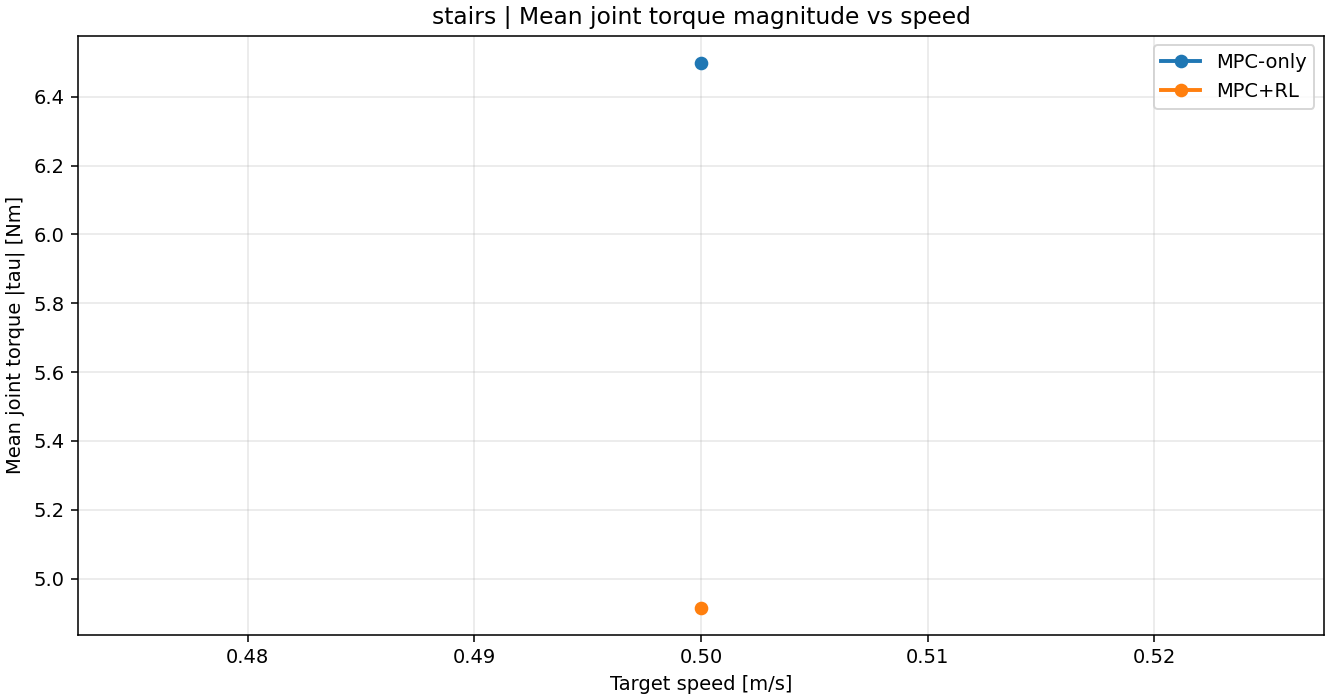 stairs | Mean joint torque magnitude vs speed
MPC-only
MPC+RL
Mean joint torque |tau| [Nm]
6.4
6.2
6.0
5.8
5.6
5.4
5.2
5.0
0.48
0.49
0.50
0.51
0.52
Target speed [m/s]